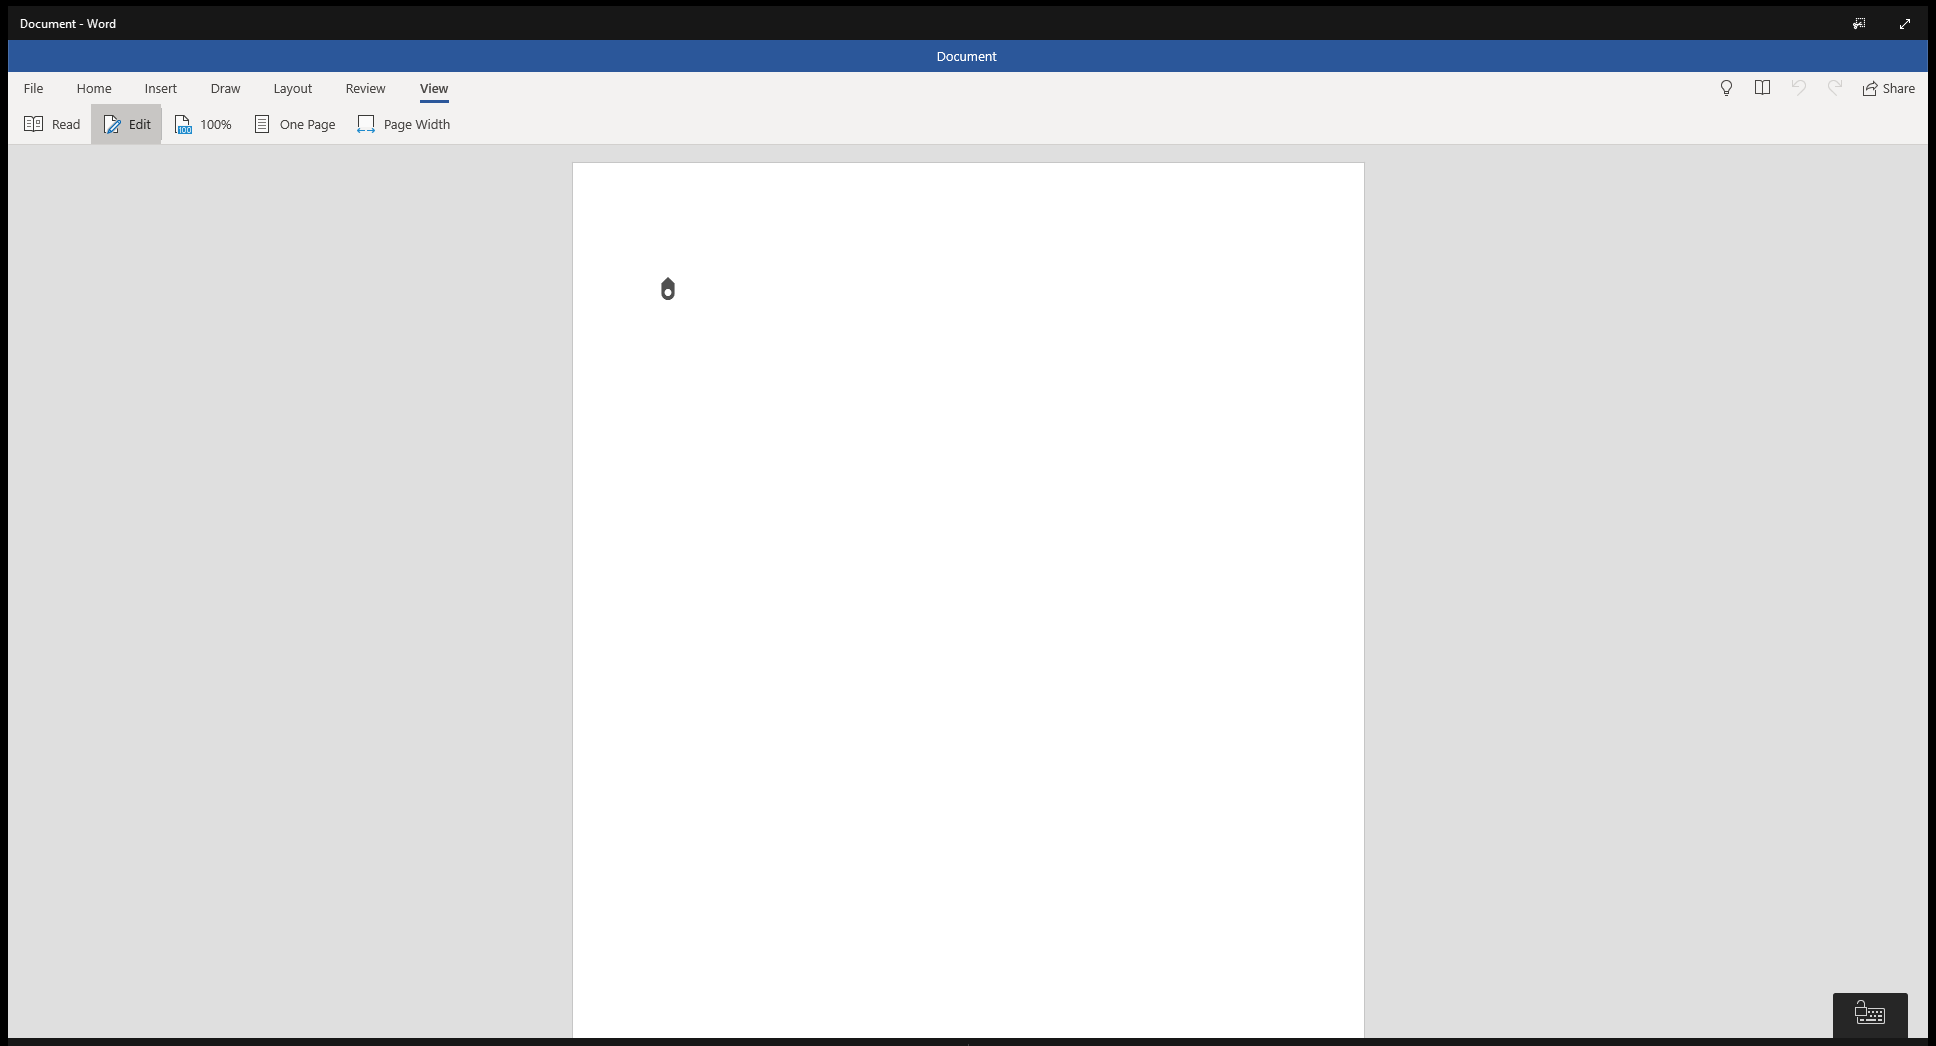 Document - Word
Document
File Home Insert Draw Layout Review View
Share
Read Edit 100% One Page Page Width